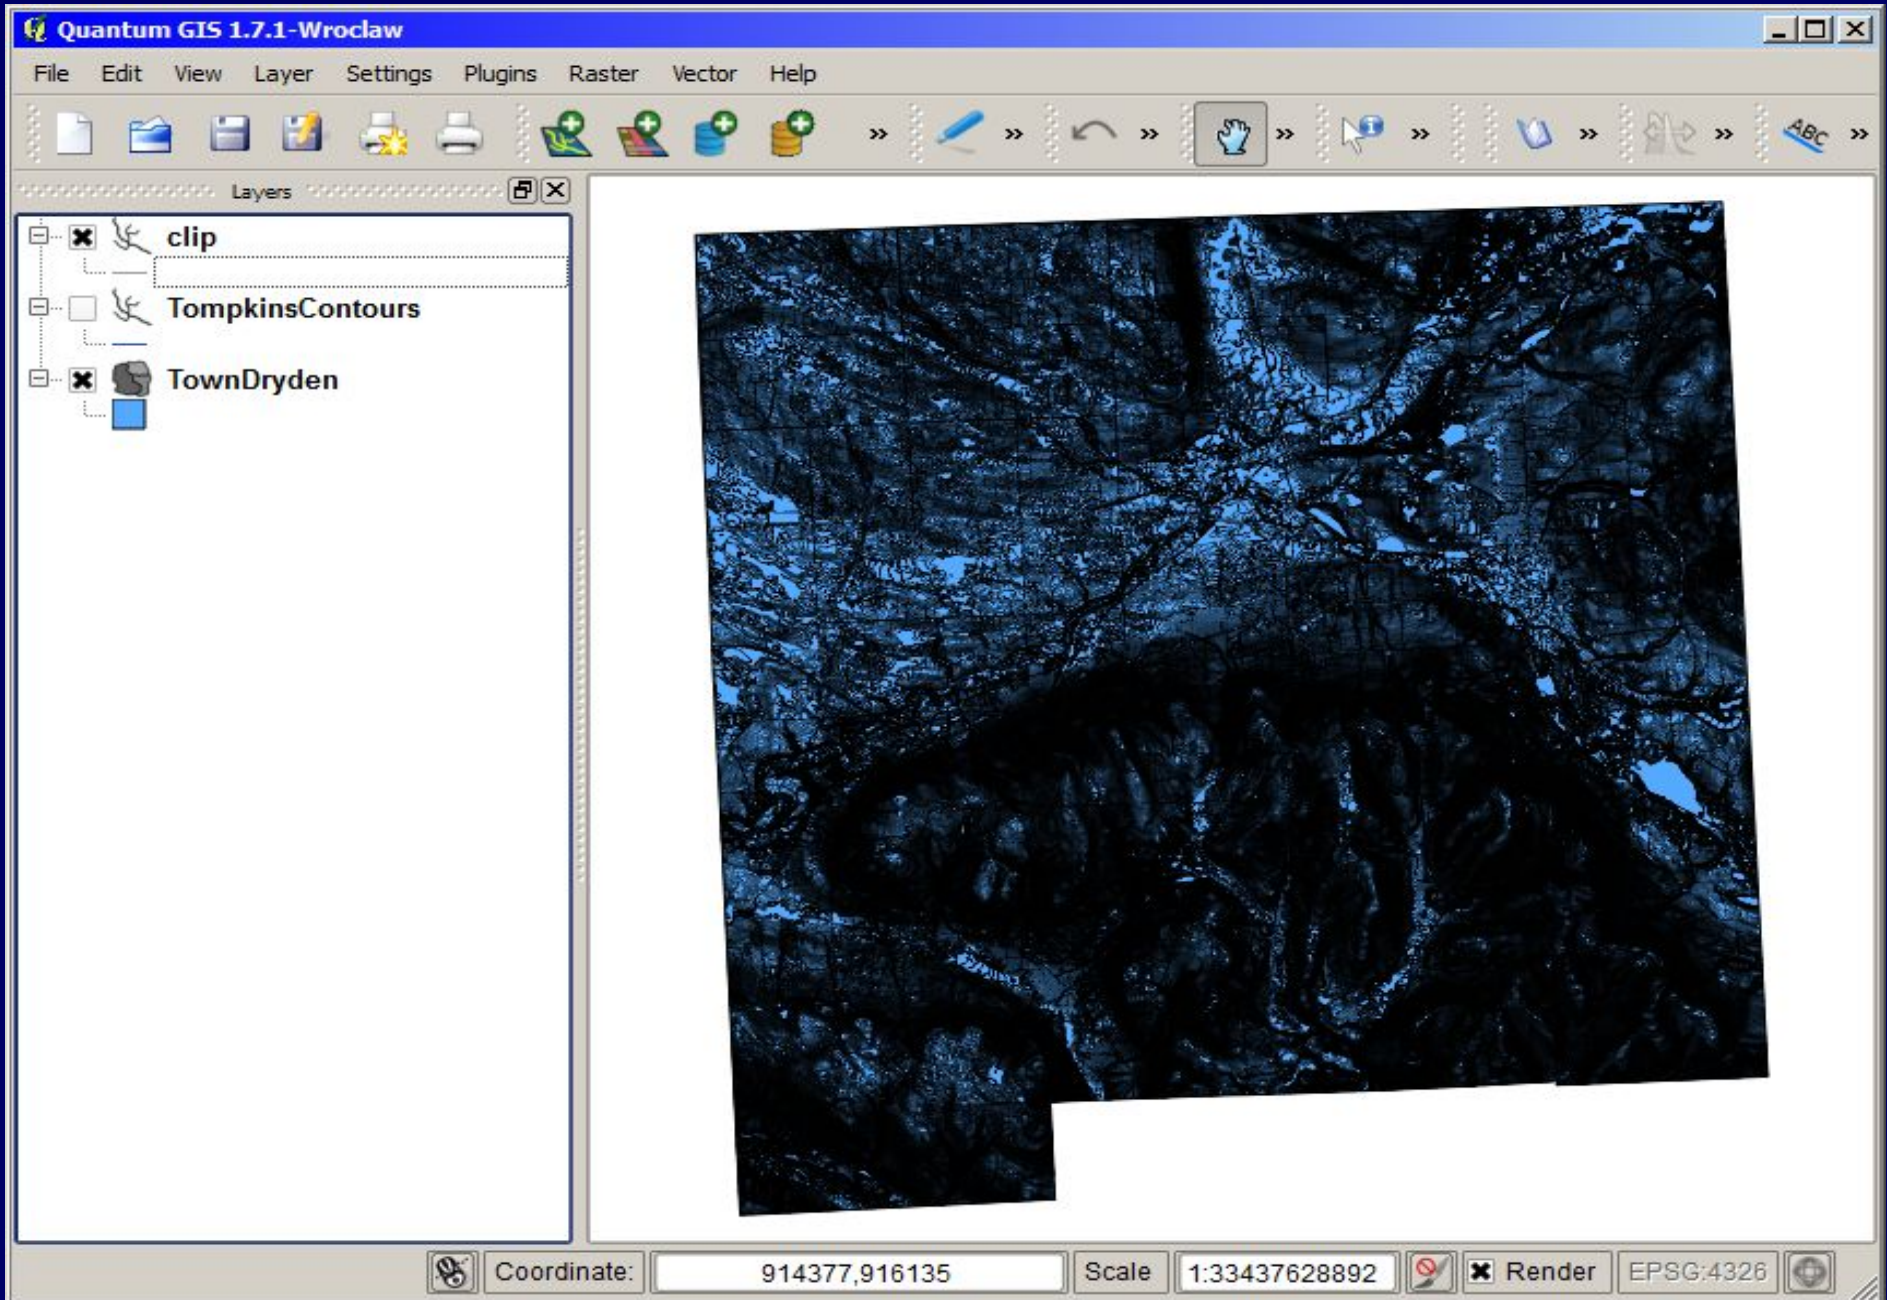 Quantum GIS 1.7.1-Wroclaw
File Edit View Layer Settings Plugins Raster Vector Help
ABC
Layers
clip
TompkinsContours
TownDryden
Coordinate: 914377,916135 Scale 1:33437628892 Render EPSG:4326